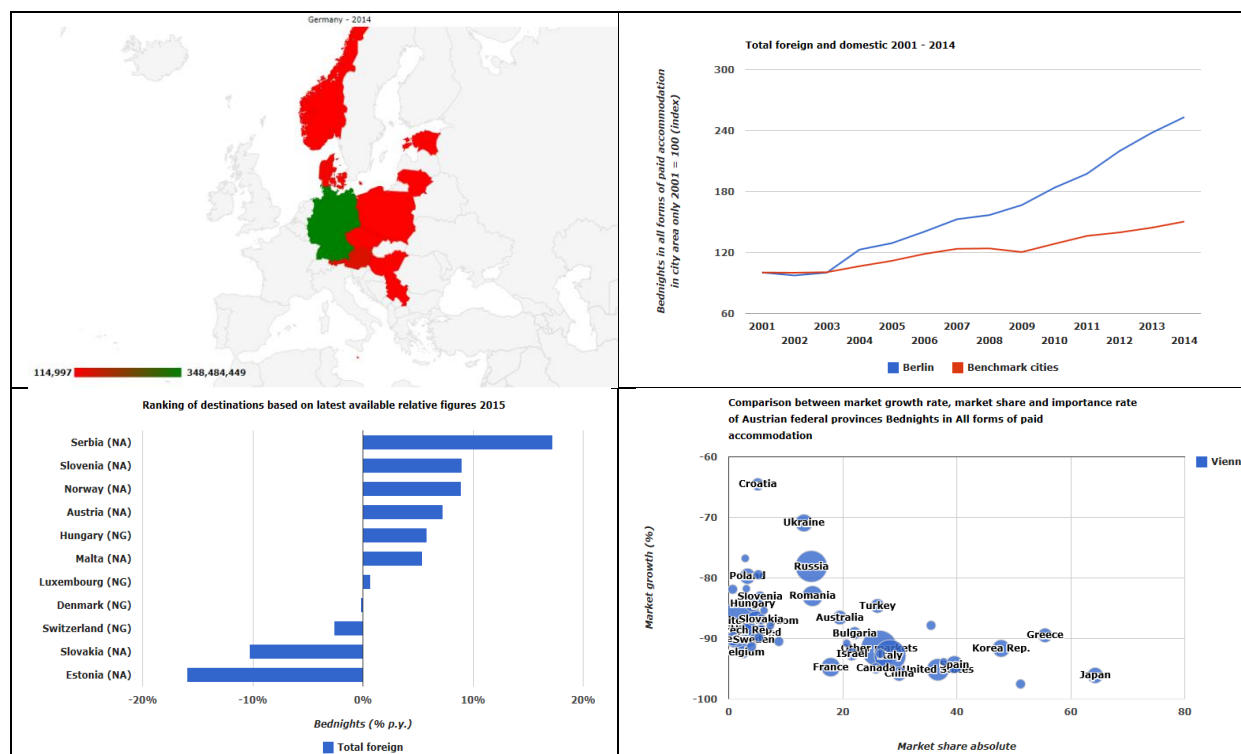 Germany - 2014
114,997
348,484,449
Total foreign and domestic 2001 - 2014
Bednights in all forms of paid accommodation
in city area only 2001 = 100 (index)
300
240
180
120
60
2001
2002
2003
2004
2005
2006
2007
2008
2009
2010
2011
2012
2013
2014
Berlin
Benchmark cities
Ranking of destinations based on latest available relative figures 2015
Serbia (NA)
Slovenia (NA)
Norway (NA)
Austria (NA)
Hungary (NG)
Malta (NA)
Luxembourg (NG)
Denmark (NG)
Switzerland (NG)
Slovakia (NA)
Estonia (NA)
-20%
-10%
0%
10%
20%
Bednights (% p.y.)
Total foreign
Comparison between market growth rate, market share and importance rate
of Austrian federal provinces Bednights in All forms of paid
accommodation
Market growth (%)
-60
-70
-80
-90
-100
Croatia
Ukraine
Russia
Poland
Romania
Slovenia
Hungary
Turkey
Slovakia
Australia
Bulgaria
Greece
Other markets
Korea Rep.
Israel
Italy
France
Canada
China
United States
Spain
Japan
0
20
40
60
80
Market share absolute